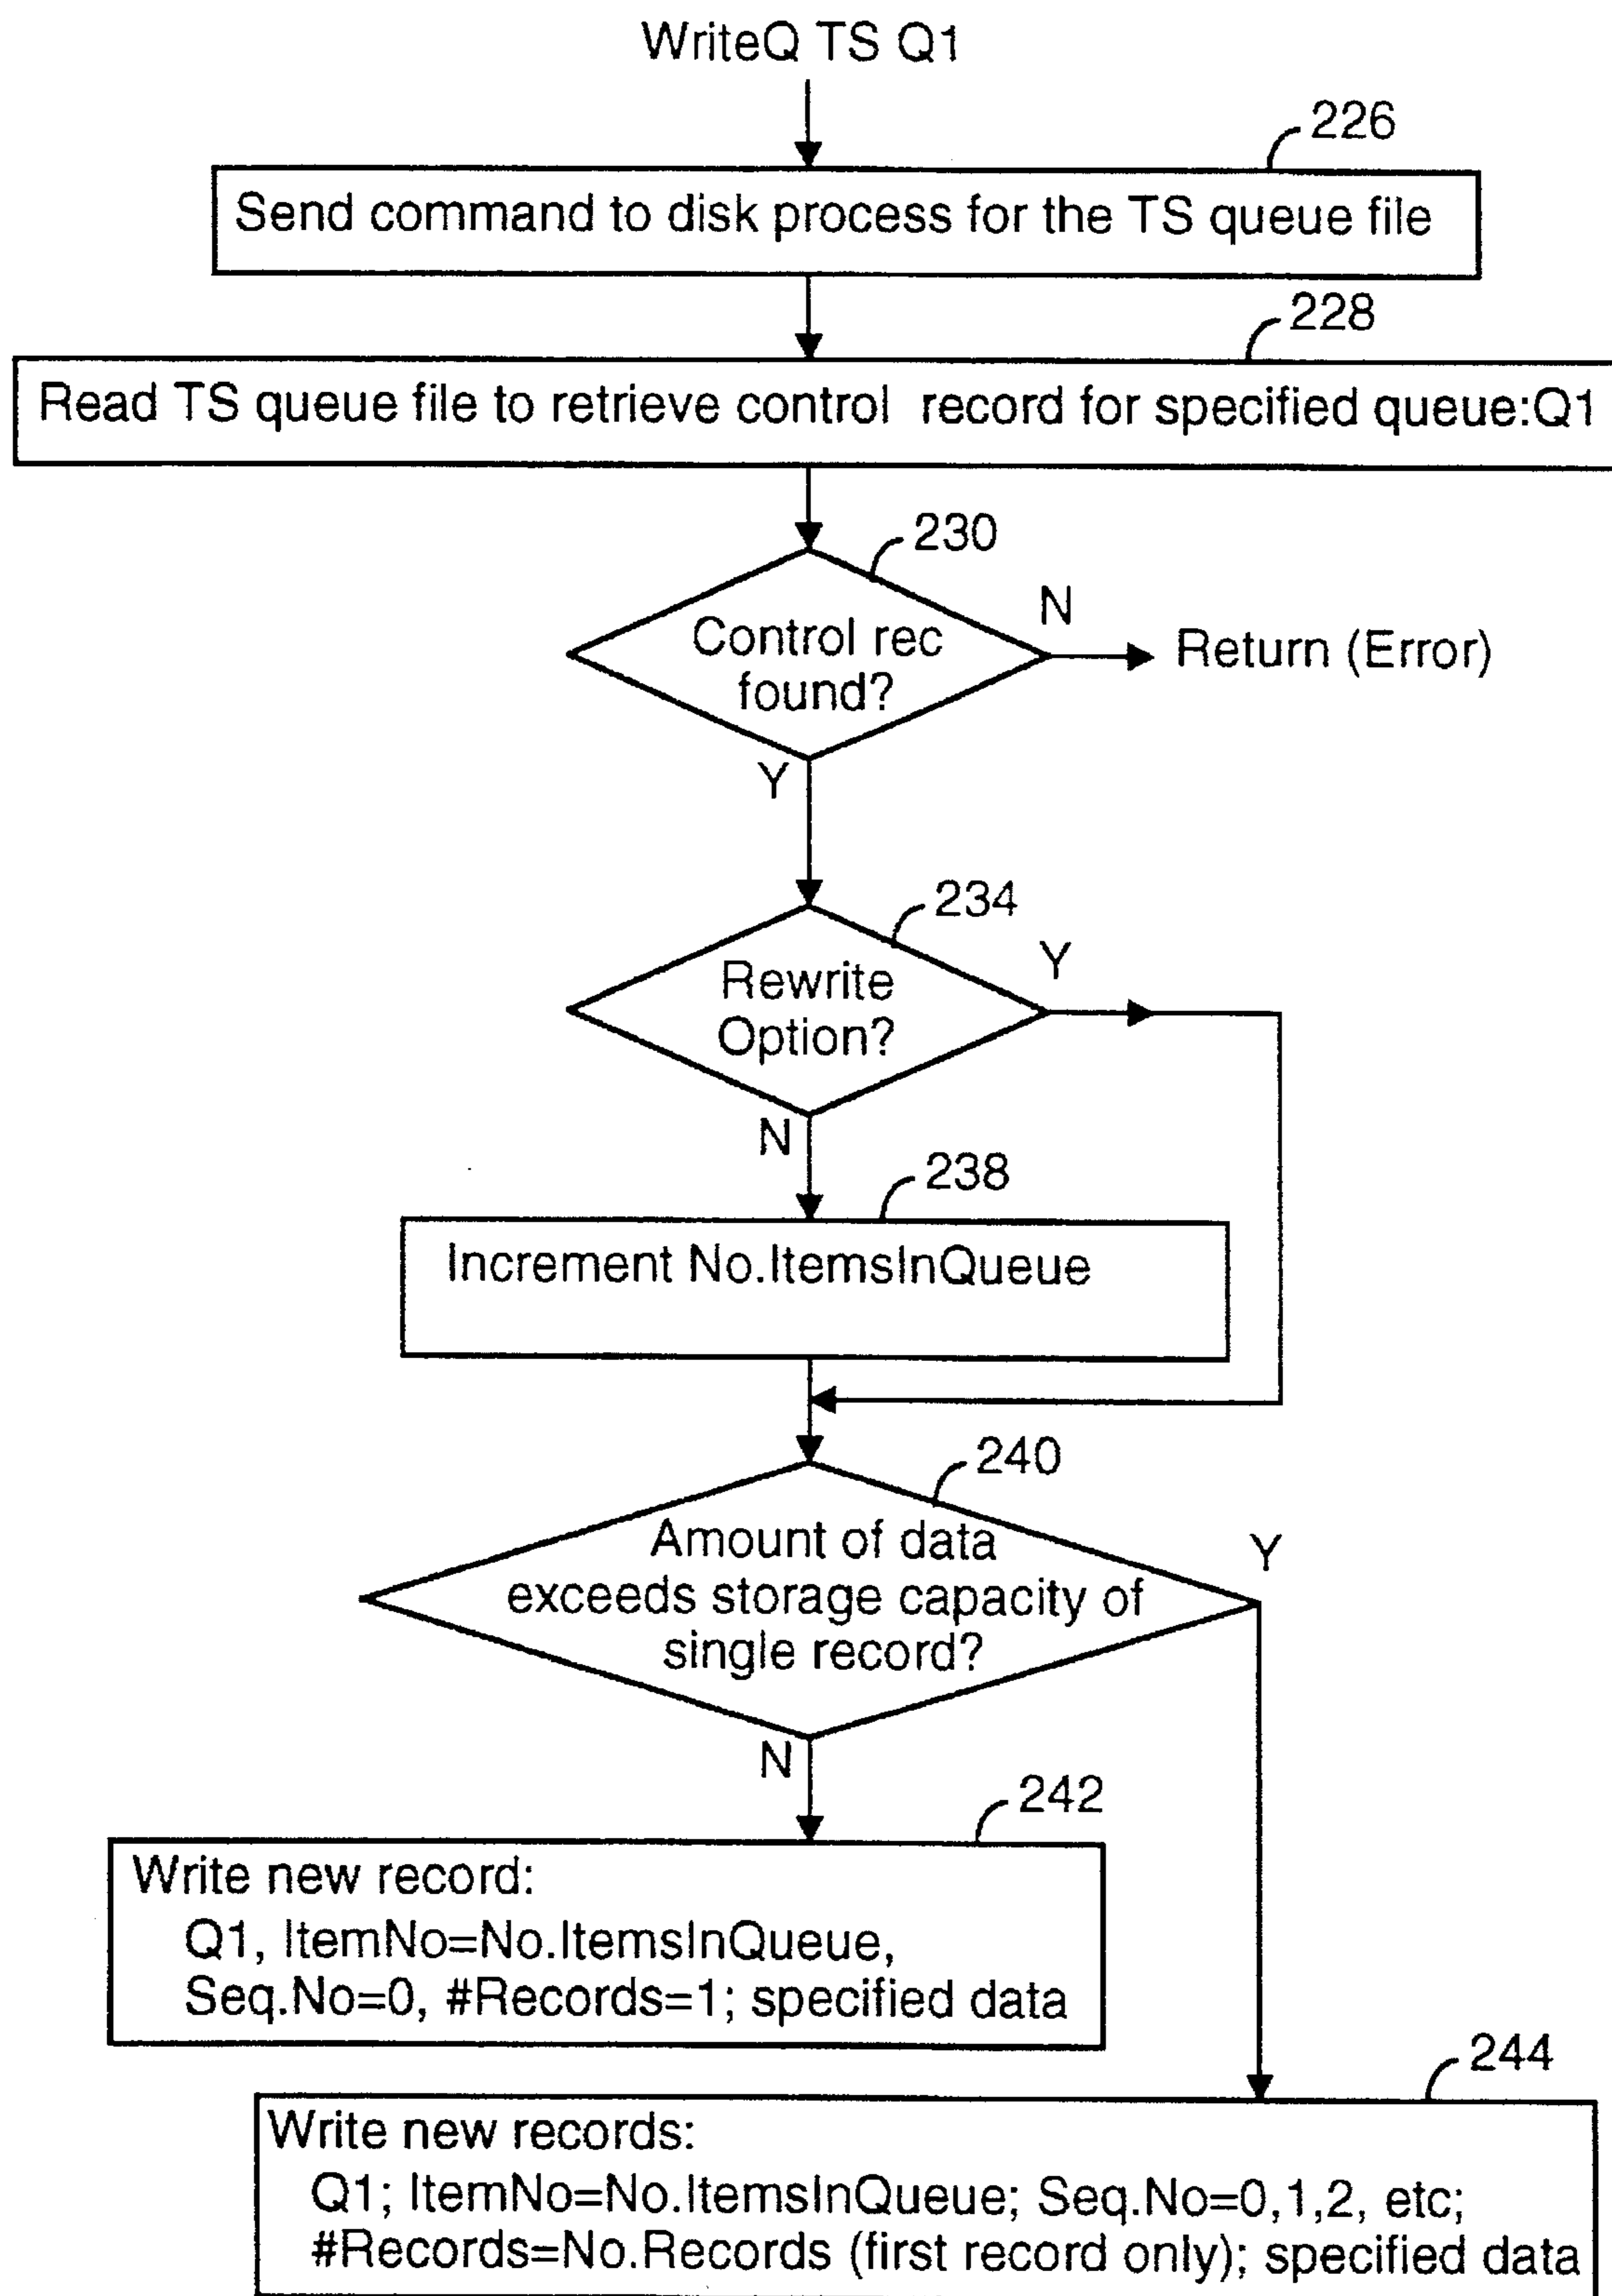 WriteQ TS Q1
226
Send command to disk process for the TS queue file
228
Read TS queue file to retrieve control record for specified queue:Q1
230
N
Control rec
found?
Return (Error)
Y
234
Y
Rewrite
Option?
N
238
Increment No.ItemsInQueue
240
Amount of data
exceeds storage capacity of
single record?
Y
N
242
Write new record:
Q1, ItemNo=No.ItemsInQueue,
Seq.No=0, #Records=1; specified data
244
Write new records:
Q1; ItemNo=No.ItemsInQueue; Seq.No=0,1,2, etc;
#Records=No.Records (first record only); specified data